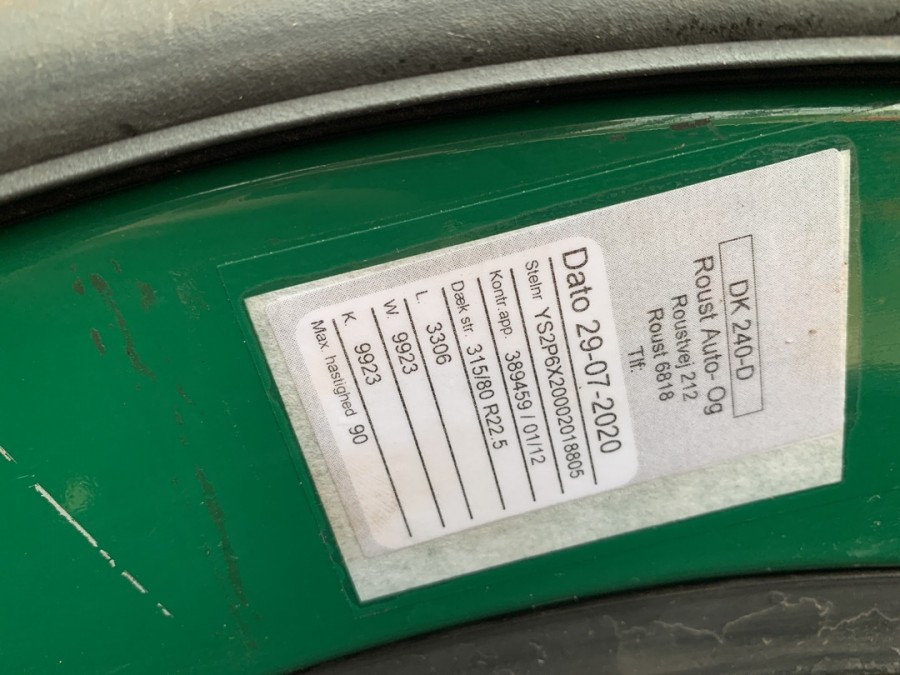 DK 240-D
Roust Auto- Og
Roustvej 212
Roust 6818
Tlf:
Dato 29-07-2020
Stelnr YS2P6X20002018805
Kontr.app. 389459 / 01/12
Dæk str. 315/80 R22.5
L. 3306
W. 9923
K. 9923
Max. hastighed 90